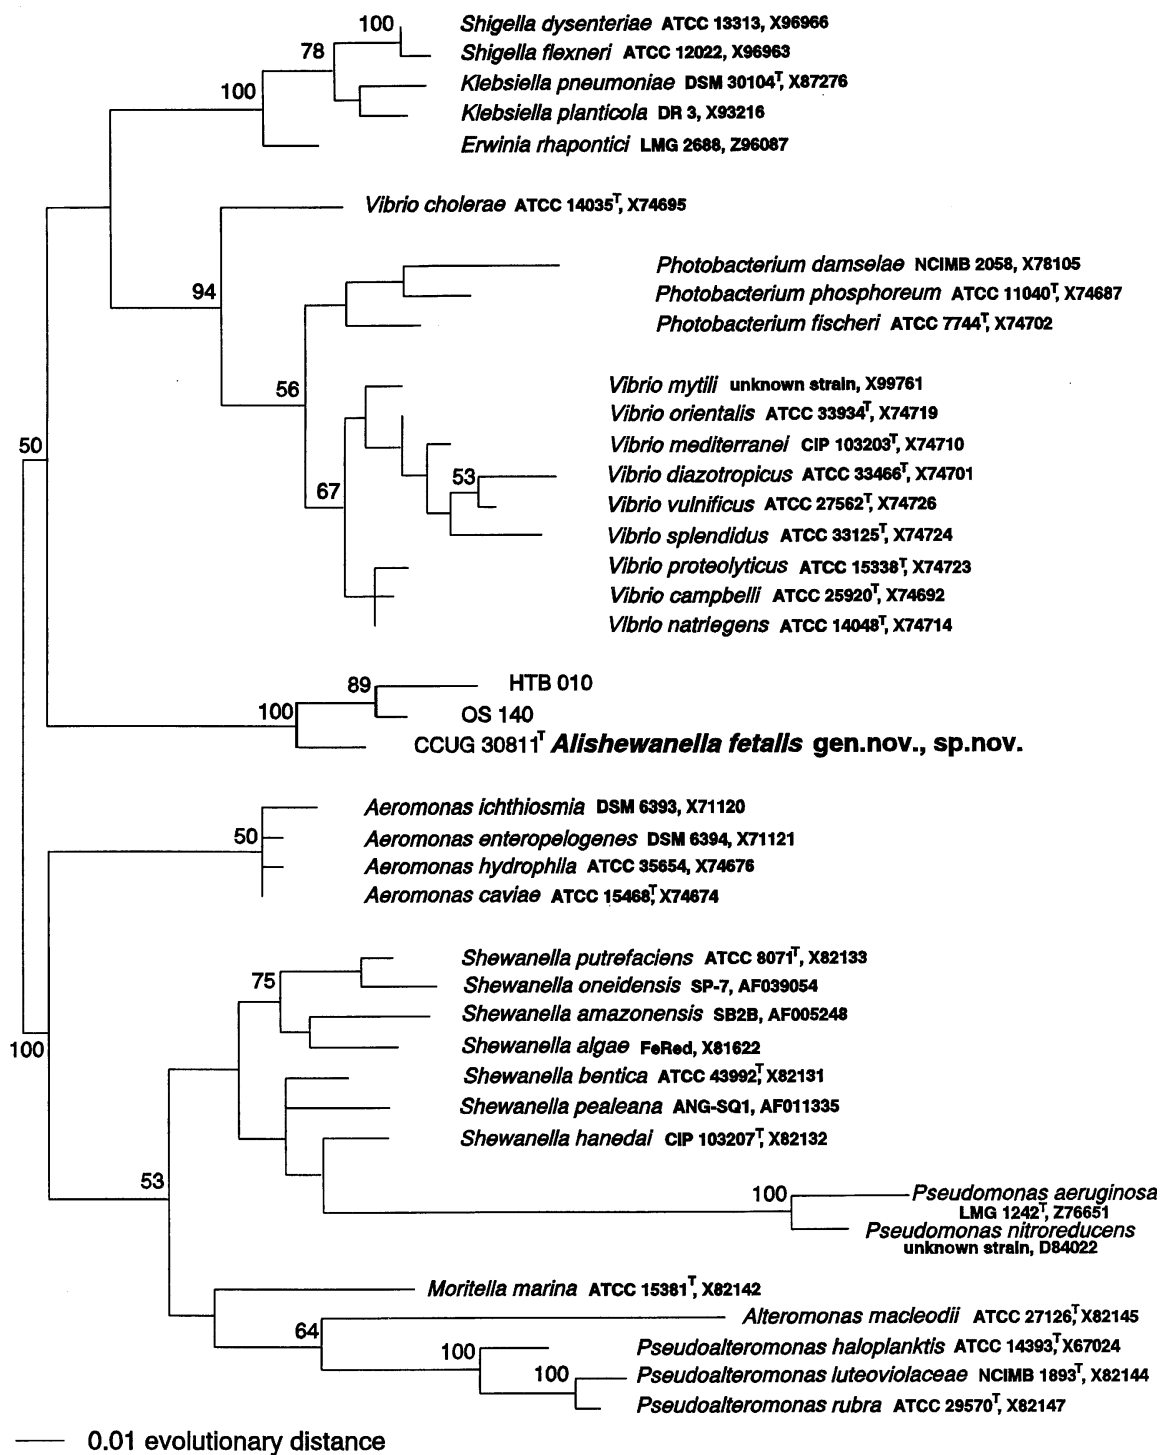 100
Shigella dysenteriae ATCC 13313, X96966
78
Shigella flexneri ATCC 12022, X96963
Klebsiella pneumoniae DSM 30104T, X87276
100
Klebsiella planticola DR 3, X93216
Erwinia rhapontici LMG 2688, Z96087
Vibrio cholerae ATCC 14035T, X74695
94
Photobacterium damselae NCIMB 2058, X78105
Photobacterium phosphoreum ATCC 11040T, X74687
Photobacterium fischeri ATCC 7744T, X74702
56
Vibrio mytili unknown strain, X99761
Vibrio orientalis ATCC 33934T, X74719
50
Vibrio mediterranei CIP 103203T, X74710
53
Vibrio diazotropicus ATCC 33466T, X74701
67
Vibrio vulnificus ATCC 27562T, X74726
Vibrio splendidus ATCC 33125T, X74724
Vibrio proteolyticus ATCC 15338T, X74723
Vibrio campbelli ATCC 25920T, X74692
Vibrio natriegens ATCC 14048T, X74714
89
HTB 010
100
OS 140
CCUG 30811T Alishewanella fetalis gen.nov., sp.nov.
Aeromonas ichthiosmia DSM 6393, X71120
50
Aeromonas enteropelogenes DSM 6394, X71121
Aeromonas hydrophila ATCC 35654, X74676
Aeromonas caviae ATCC 15468T, X74674
Shewanella putrefaciens ATCC 8071T, X82133
75
Shewanella oneidensis SP-7, AF039054
Shewanella amazonensis SB2B, AF005248
100
Shewanella algae FeRed, X81622
Shewanella bentica ATCC 43992T, X82131
Shewanella pealeana ANG-SQ1, AF011335
Shewanella hanedai CIP 103207T, X82132
53
100
Pseudomonas aeruginosa
LMG 1242T, Z76651
Pseudomonas nitroreducens
unknown strain, D84022
Moritella marina ATCC 15381T, X82142
Alteromonas macleodii ATCC 27126T, X82145
64
100
Pseudoalteromonas haloplanktis ATCC 14393T, X67024
100
Pseudoalteromonas luteoviolaceae NCIMB 1893T, X82144
Pseudoalteromonas rubra ATCC 29570T, X82147
0.01 evolutionary distance